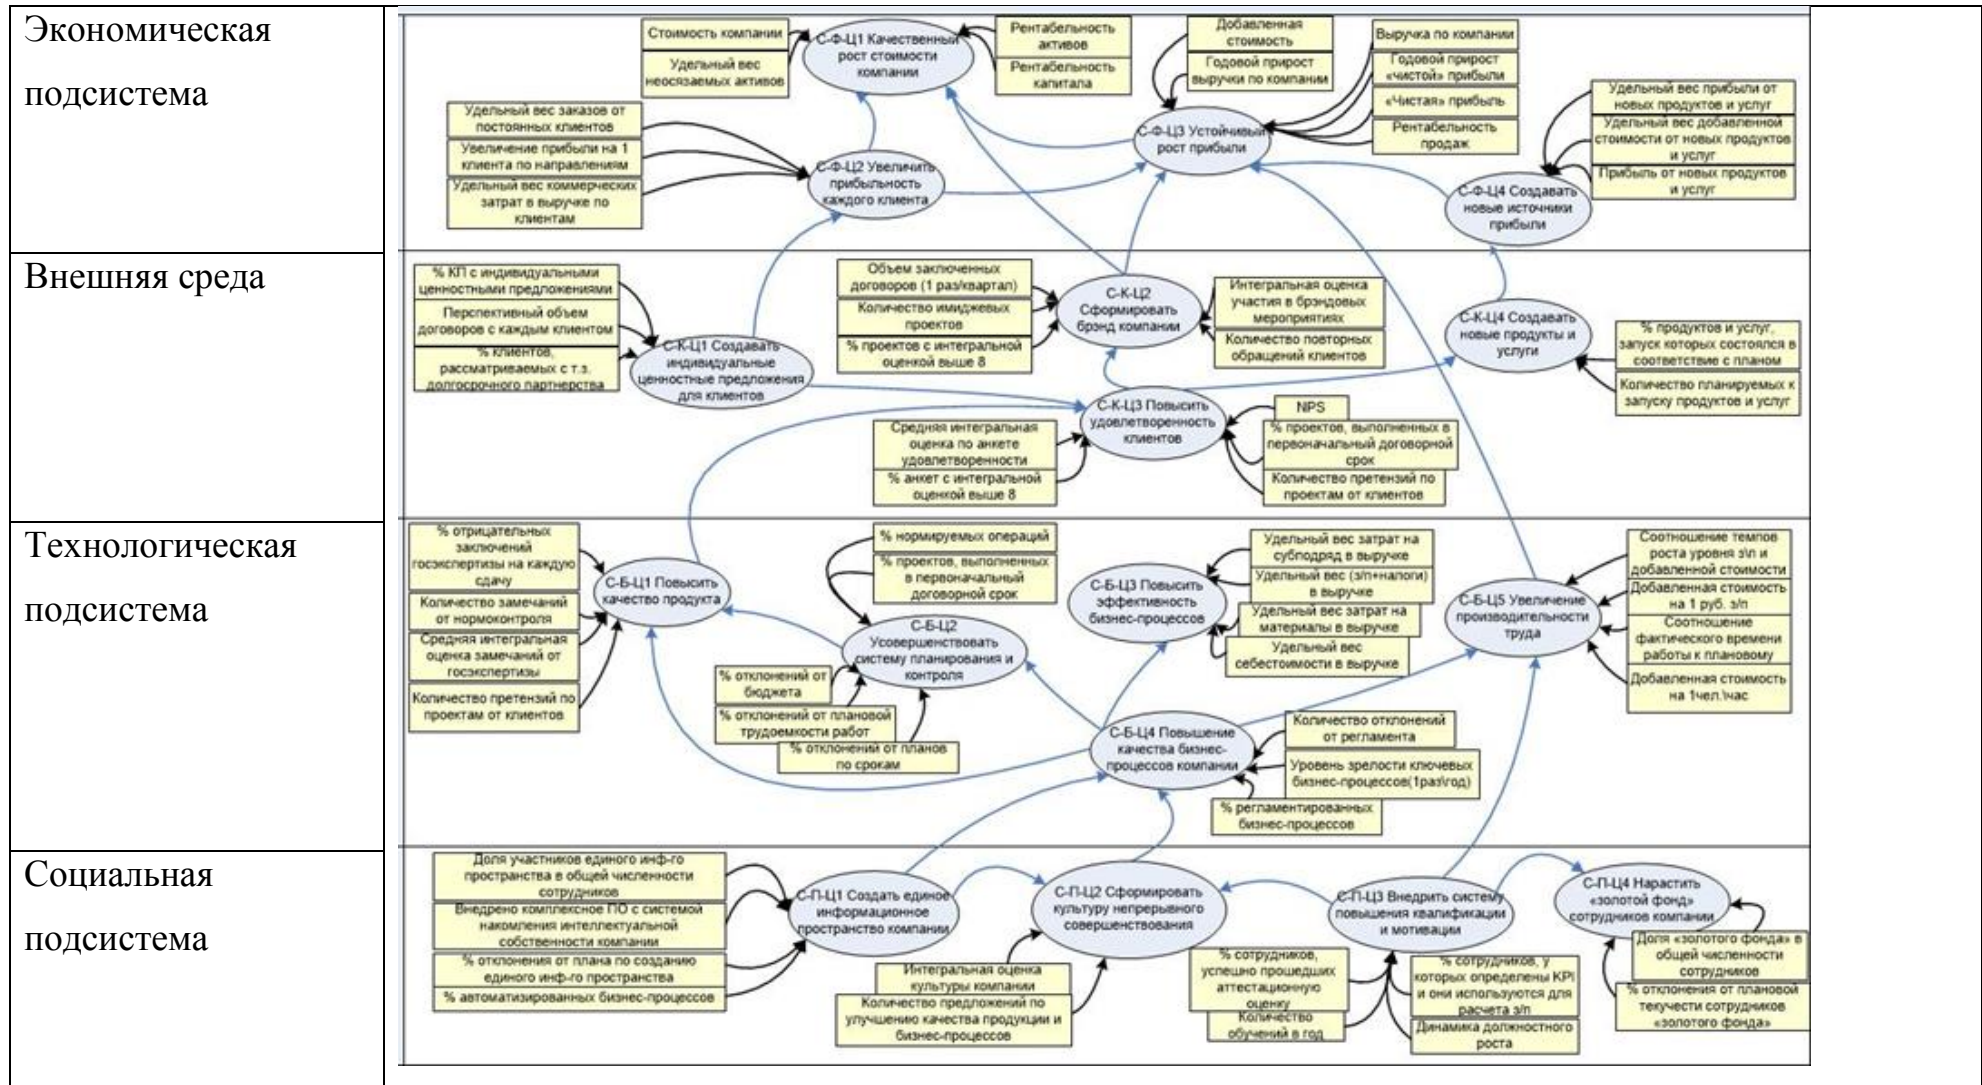 Экономическая
подсистема
Стоимость компании
Удельный вес
неосязаемых активов
С-Ф-Ц1 Качественный
рост стоимости
компании
Рентабельность
активов
Рентабельность
капитала
Добавленная
стоимость
Годовой прирост
выручки по компании
Выручка по компании
Годовой прирост
«чистой» прибыли
«Чистая» прибыль
Рентабельность
продаж
Удельный вес прибыли от
новых продуктов и услуг
Удельный вес добавленной
стоимости от новых продуктов
и услуг
Прибыль от новых продуктов
и услуг
Удельный вес заказов от
постоянных клиентов
Увеличение прибыли на 1
клиента по направлениям
Удельный вес коммерческих
затрат в выручке по
клиентам
С-Ф-Ц2 Увеличить
прибыльность
каждого клиента
С-Ф-Ц3 Устойчивый
рост прибыли
С-Ф-Ц4 Создавать
новые источники
прибыли
Внешняя среда
% КП с индивидуальными
ценностными предложениями
Перспективный объем
договоров с каждым клиентом
% клиентов,
рассматриваемых с т.з.
долгосрочного партнерства
С-К-Ц1 Создавать
индивидуальные
ценностные предложения
для клиентов
Объем заключенных
договоров (1 раз/квартал)
Количество имиджевых
проектов
% проектов с интегральной
оценкой выше 8
С-К-Ц2
Сформировать
брэнд компании
Интегральная оценка
участия в брэндовых
мероприятиях
Количество повторных
обращений клиентов
С-К-Ц4 Создавать
новые продукты и
услуги
% продуктов и услуг,
запуск которых состоялся в
соответствие с планом
Количество планируемых к
запуску продуктов и услуг
Средняя интегральная
оценка по анкете
удовлетворенности
% анкет с интегральной
оценкой выше 8
С-К-Ц3 Повысить
удовлетворенность
клиентов
NPS
% проектов, выполненных в
первоначальный договорной
срок
Количество претензий по
проектам от клиентов
Технологическая
подсистема
% отрицательных
заключений
госэкспертизы на каждую
сдачу
Количество замечаний
от нормоконтроля
Средняя интегральная
оценка замечаний от
госэкспертизы
Количество претензий по
проектам от клиентов
С-Б-Ц1 Повысить
качество продукта
% нормируемых операций
% проектов, выполненных
в первоначальный
договорной срок
С-Б-Ц2
Усовершенствовать
систему планирования и
контроля
% отклонений от
бюджета
% отклонений от плановой
трудоемкости работ
% отклонений от планов
по срокам
С-Б-Ц3 Повысить
эффективность
бизнес-процессов
Удельный вес затрат на
субподряд в выручке
Удельный вес (з/п+налоги)
в выручке
Удельный вес затрат на
материалы в выручке
Удельный вес
себестоимости в выручке
С-Б-Ц5 Увеличение
производительности
труда
Соотношение темпов
роста уровня з\п и
добавленной стоимости
Добавленная стоимость
на 1 руб. з/п
Соотношение
фактического времени
работы к плановому
Добавленная стоимость
на 1чел.\час
С-Б-Ц4 Повышение
качества бизнес-
процессов компании
Количество отклонений
от регламента
Уровень зрелости ключевых
бизнес-процессов(1раз\год)
% регламентированных
бизнес-процессов
Социальная
подсистема
Доля участников единого инф-го
пространства в общей численности
сотрудников
Внедрено комплексное ПО с системой
накомления интеллектуальной
собственности компании
% отклонения от плана по созданию
единого инф-го пространства
% автоматизированных бизнес-процессов
С-П-Ц1 Создать единое
информационное
пространство компании
С-П-Ц2 Сформировать
культуру непрерывного
совершенствования
Интегральная оценка
культуры компании
Количество предложений по
улучшению качества продукции и
бизнес-процессов
С-П-Ц3 Внедрить систему
повышения квалификации
и мотивации
% сотрудников,
успешно прошедших
аттестационную
оценку
Количество
обучений в год
% сотрудников, у
которых определены KPI
и они используются для
расчета з/п
Динамика должностного
роста
С-П-Ц4 Нарастить
«золотой фонд»
сотрудников компании
Доля «золотого фонда» в
общей численности
сотрудников
% отклонения от плановой
текучести сотрудников
«золотого фонда»